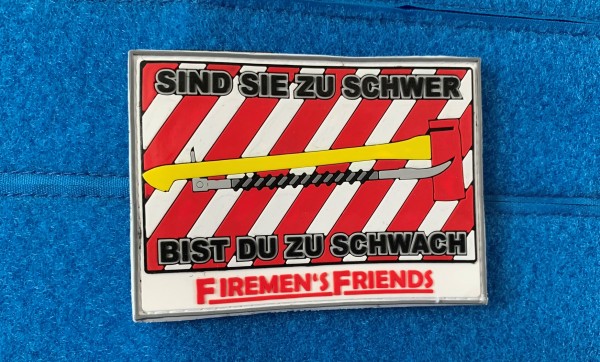 SIND SIE ZU SCHWER
BIST DU ZU SCHWACH
FIREMEN'S FRIENDS